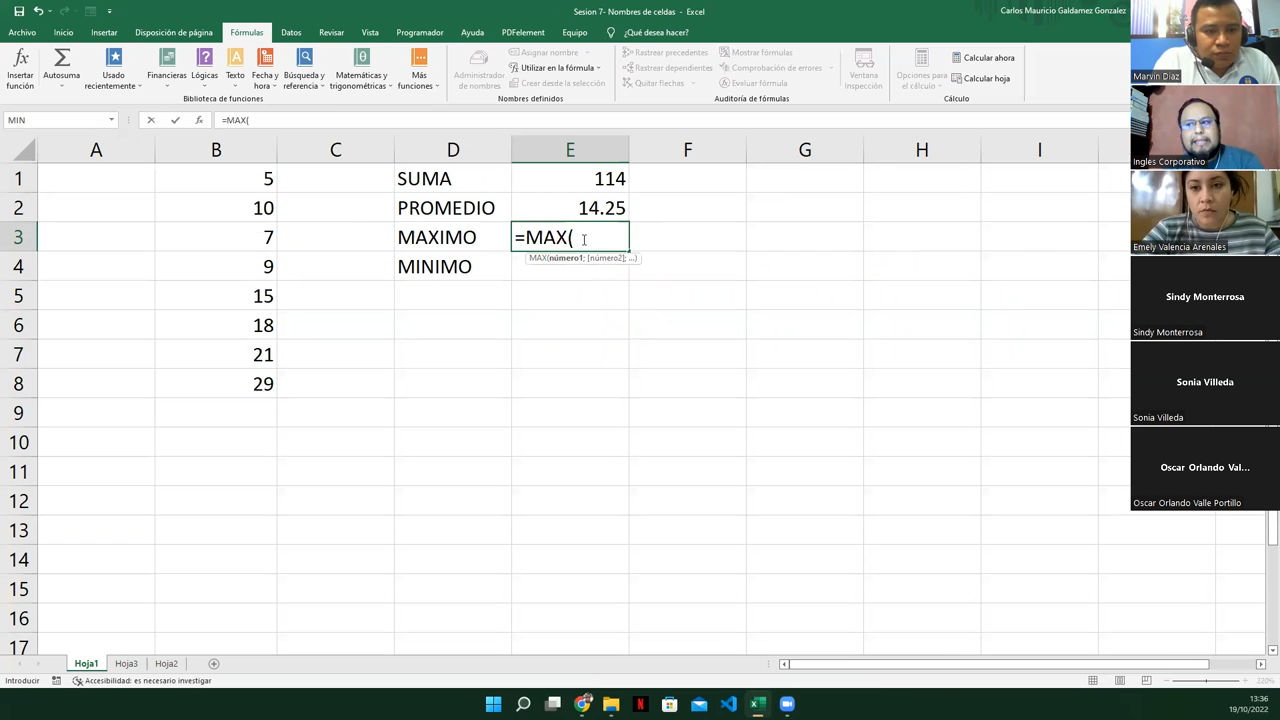 Sesion 7- Nombres de celdas - Excel
Carlos Mauricio Galdamez Gonzalez
Archivo Inicio Insertar Disposición de página Fórmulas Datos Revisar Vista Programador Ayuda PDFelement Equipo ¿Qué desea hacer?
Insertar función
Autosuma
Usado recientemente
Financieras
Lógicas
Texto
Fecha y hora
Búsqueda y referencia
Matemáticas y trigonométricas
Más funciones
Biblioteca de funciones
Administrador de nombres
Asignar nombre
Utilizar en la fórmula
Crear desde la selección
Nombres definidos
Rastrear precedentes
Rastrear dependientes
Quitar flechas
Mostrar fórmulas
Comprobación de errores
Evaluar fórmula
Auditoría de fórmulas
Ventana Inspección
Opciones para el cálculo
Calcular ahora
Calcular hoja
Cálculo
MIN
fx
=MAX(
A B C D E F G H I
1 5 SUMA 114
2 10 PROMEDIO 14.25
3 7 MAXIMO =MAX(
MAX(número1; [número2]; ...)
4 9 MINIMO
5 15
6 18
7 21
8 29
9
10
11
12
13
14
15
16
17
Hoja1 Hoja3 Hoja2
Introducir
Accesibilidad: es necesario investigar
220%
13:36
19/10/2022
Marvin Diaz
Ingles Corporativo
Emely Valencia Arenales
Sindy Monterrosa
Sindy Monterrosa
Sonia Villeda
Sonia Villeda
Oscar Orlando Val...
Oscar Orlando Valle Portillo